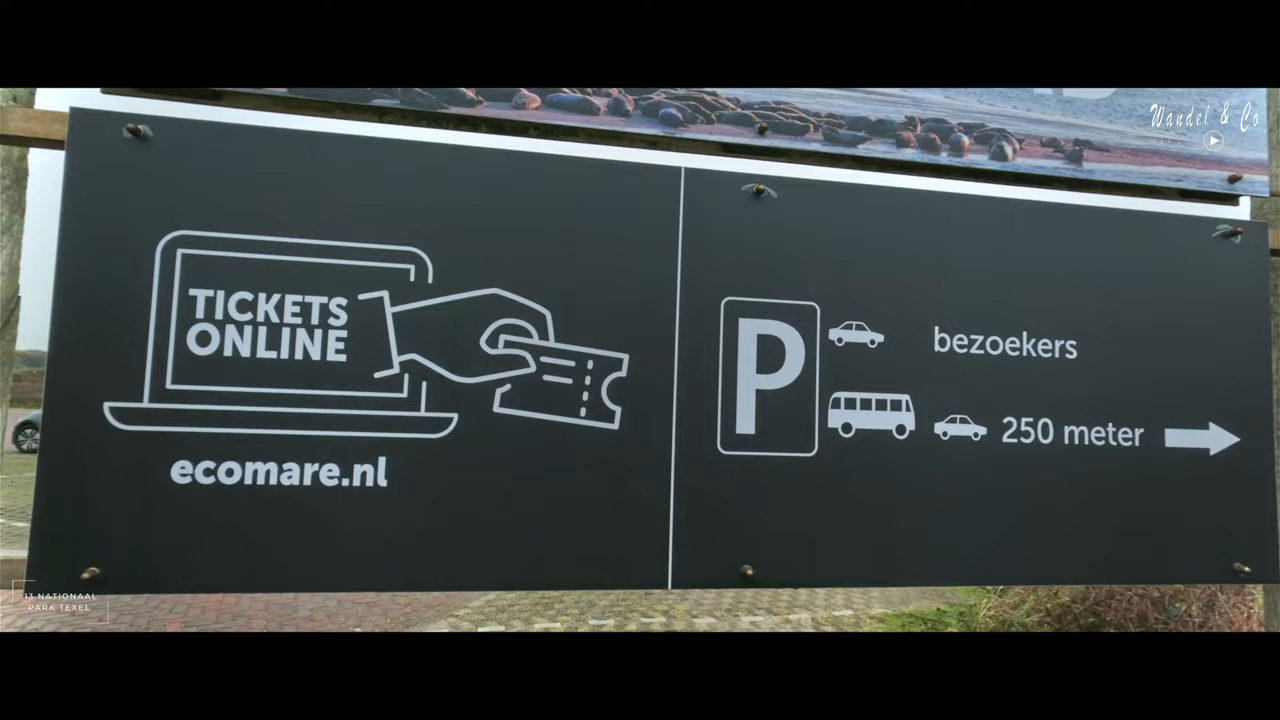 Wandel & Co
TICKETS
ONLINE
ecomare.nl
P
bezoekers
250 meter
13 NATIONAAL
PARK TEXEL